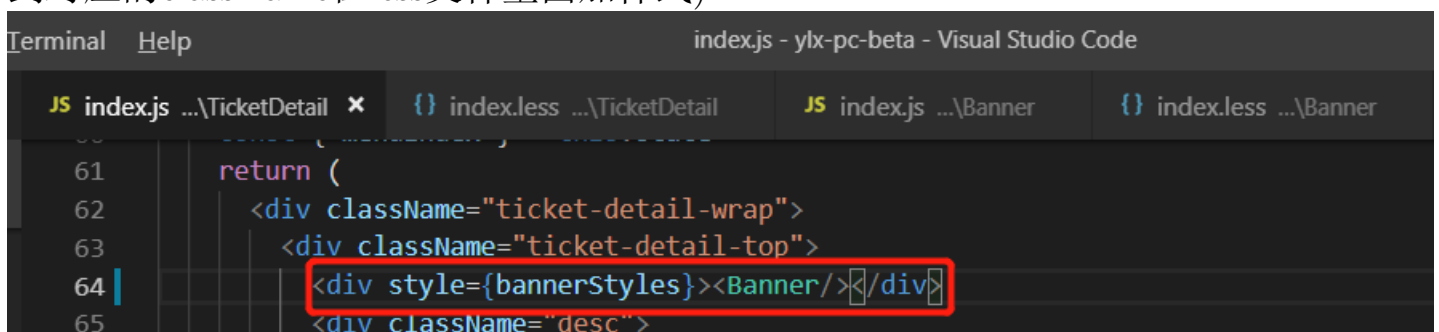 Terminal Help index.js - ylx-pc-beta - Visual Studio Code
JS index.js ...\TicketDetail × {} index.less ...\TicketDetail JS index.js ...\Banner {} index.less ...\Banner
61 return (
62 <div className="ticket-detail-wrap">
63 <div className="ticket-detail-top">
64 <div style={bannerStyles}><Banner/></div>
65 <div className="desc">